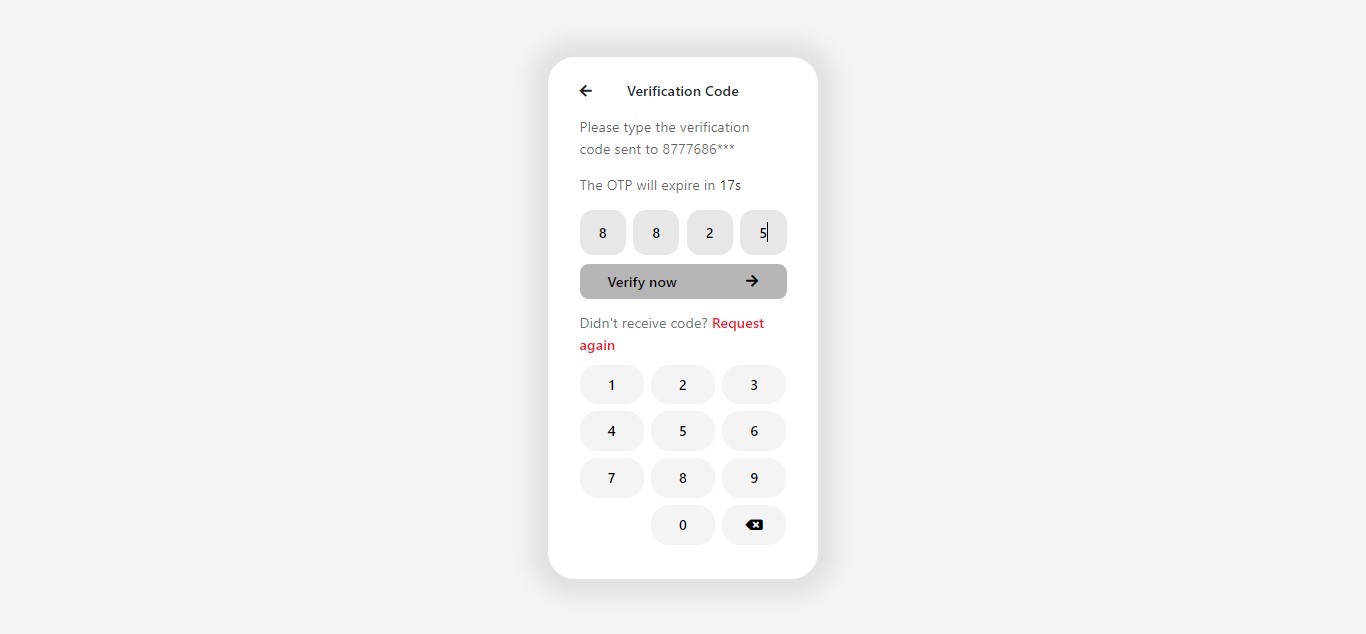 Verification Code
Please type the verification
code sent to 8777686***
The OTP will expire in 17s
8 8 2 5
Verify now
Didn't receive code? Request
again
1 2 3
4 5 6
7 8 9
0